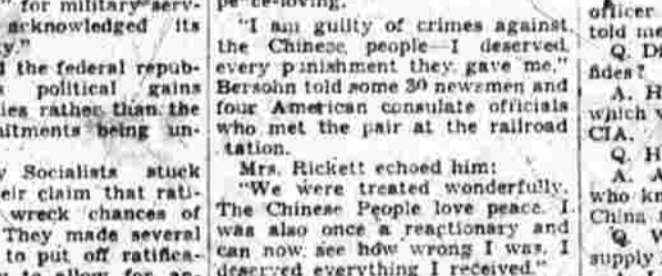 " for military serv-
acknowledged its
y."
the federal repub-
political gains
ies rather than the
itments being un-
Socialists stuck
eir claim that rati-
wreck chances of
They made several
to put off ratifica-
to allow for an-
pe ce-loving.
"I am guilty of crimes against
the Chinese people—I deserved
every punishment they gave me,"
Bersohn told some 30 newsmen and
four American consulate officials
who met the pair at the railroad
tation.
Mrs. Rickett echoed him:
"We were treated wonderfully.
The Chinese People love peace. I
was also once a reactionary and
can now see how wrong I was. I
deserved everything I received."
officer
told me
Q. D
fides?
A. H
which
CIA.
Q. H
A. A
who kn
China
Q. W
supply